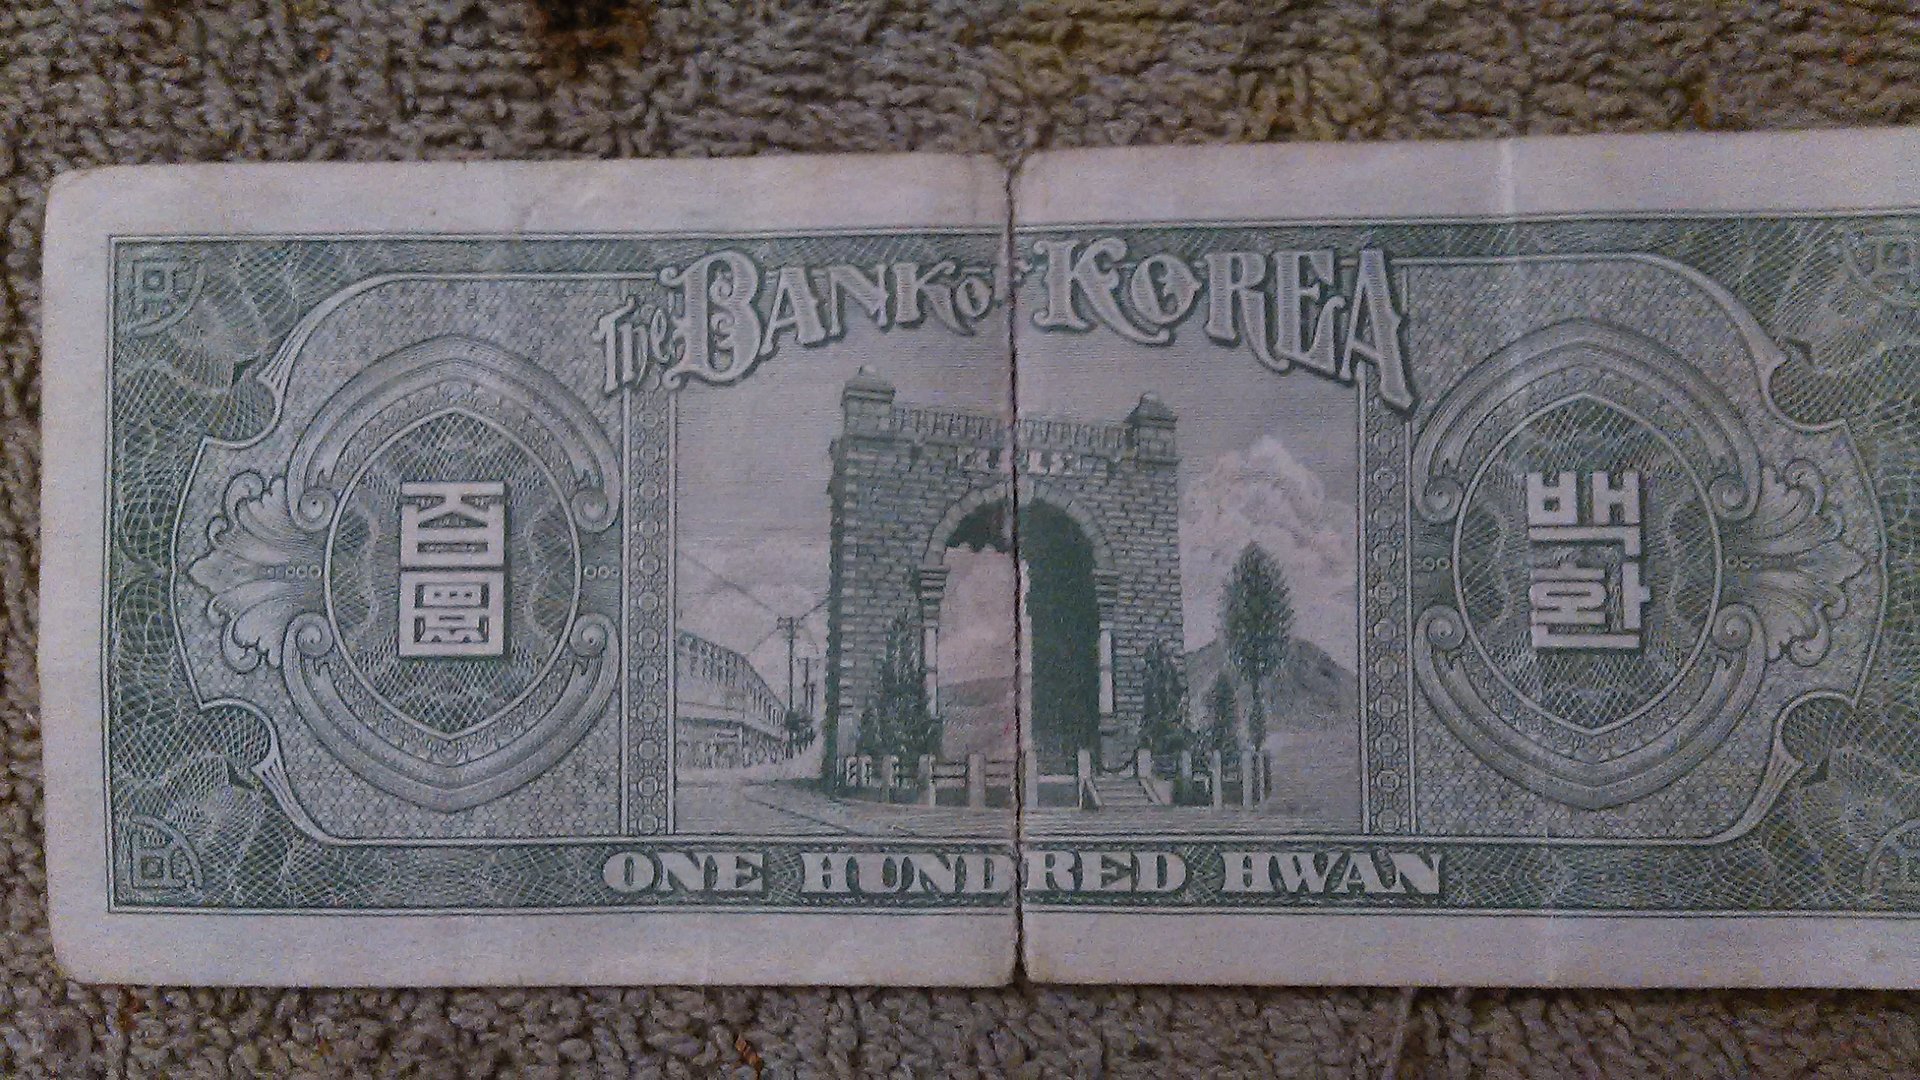 The BANK of KOREA
百圜
백환
ONE HUNDRED HWAN